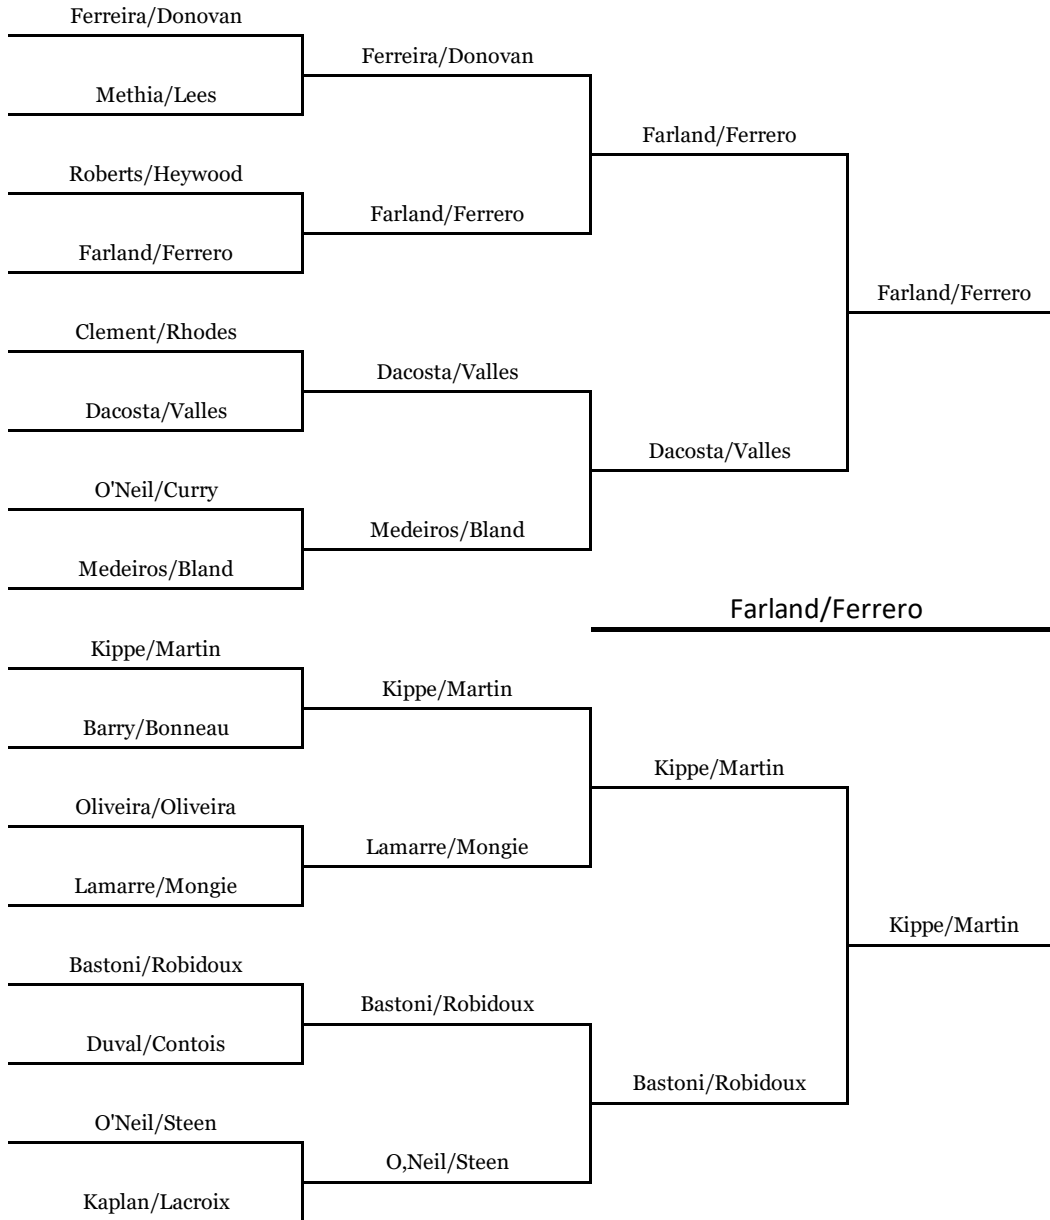 Ferreira/Donovan
Ferreira/Donovan
Methia/Lees
Farland/Ferrero
Roberts/Heywood
Farland/Ferrero
Farland/Ferrero
Farland/Ferrero
Clement/Rhodes
Dacosta/Valles
Dacosta/Valles
Dacosta/Valles
O'Neil/Curry
Medeiros/Bland
Medeiros/Bland
Farland/Ferrero
Kippe/Martin
Kippe/Martin
Barry/Bonneau
Kippe/Martin
Oliveira/Oliveira
Lamarre/Mongie
Lamarre/Mongie
Kippe/Martin
Bastoni/Robidoux
Bastoni/Robidoux
Duval/Contois
Bastoni/Robidoux
O'Neil/Steen
O,Neil/Steen
Kaplan/Lacroix